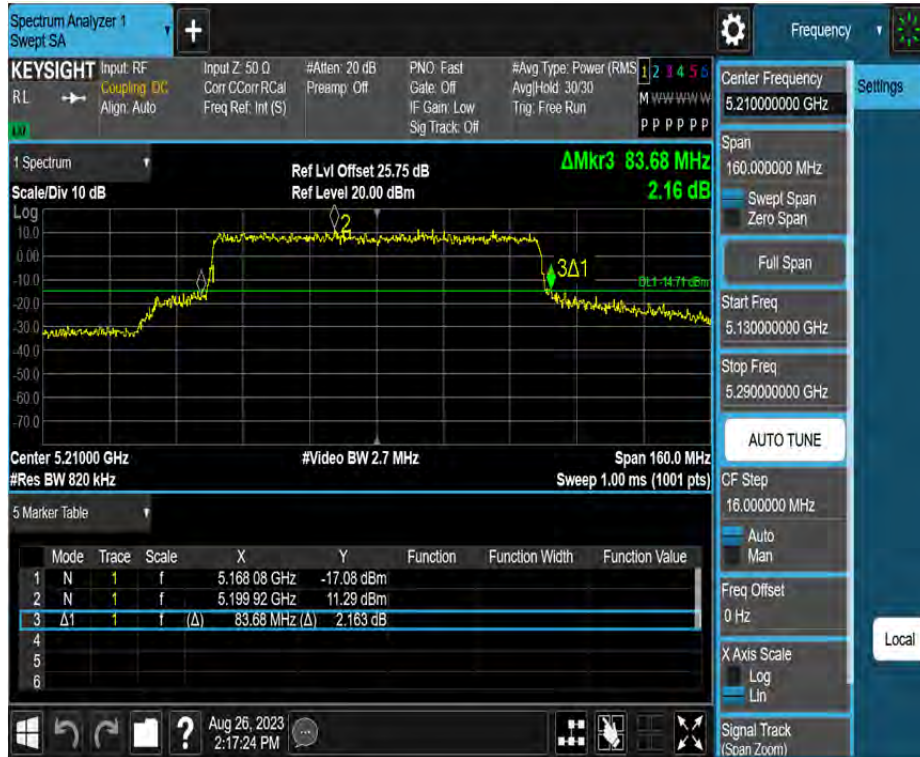 Spectrum Analyzer 1
Swept SA
+
Frequency
KEYSIGHT
RL
Input: RF
Coupling: DC
Align: Auto
Input Z: 50 Ω
Corr CCorr RCal
Freq Ref: Int (S)
#Atten: 20 dB
Preamp: Off
PNO: Fast
Gate: Off
IF Gain: Low
Sig Track: Off
#Avg Type: Power (RMS
Avg|Hold: 30/30
Trig: Free Run
1 2 3 4 5 6
M W W W W W
P P P P P P
1 Spectrum
Scale/Div 10 dB
Ref Lvl Offset 25.75 dB
Ref Level 20.00 dBm
ΔMkr3 83.68 MHz
2.16 dB
Log
10.0
0.00
-10.0
-20.0
-30.0
-40.0
-50.0
-60.0
-70.0
2
3Δ1
DL1 -14.71 dBm
Center 5.21000 GHz
#Res BW 820 kHz
#Video BW 2.7 MHz
Span 160.0 MHz
Sweep 1.00 ms (1001 pts)
5 Marker Table
Mode Trace Scale X Y Function Function Width Function Value
1 N 1 f 5.168 08 GHz -17.08 dBm
2 N 1 f 5.199 92 GHz 11.29 dBm
3 Δ1 1 f (Δ) 83.68 MHz (Δ) 2.163 dB
4
5
6
?
Aug 26, 2023
2:17:24 PM
Center Frequency
5.210000000 GHz
Span
160.000000 MHz
Swept Span
Zero Span
Full Span
Start Freq
5.130000000 GHz
Stop Freq
5.290000000 GHz
AUTO TUNE
CF Step
16.000000 MHz
Auto
Man
Freq Offset
0 Hz
X Axis Scale
Log
Lin
Signal Track
(Span Zoom)
Settings
Local